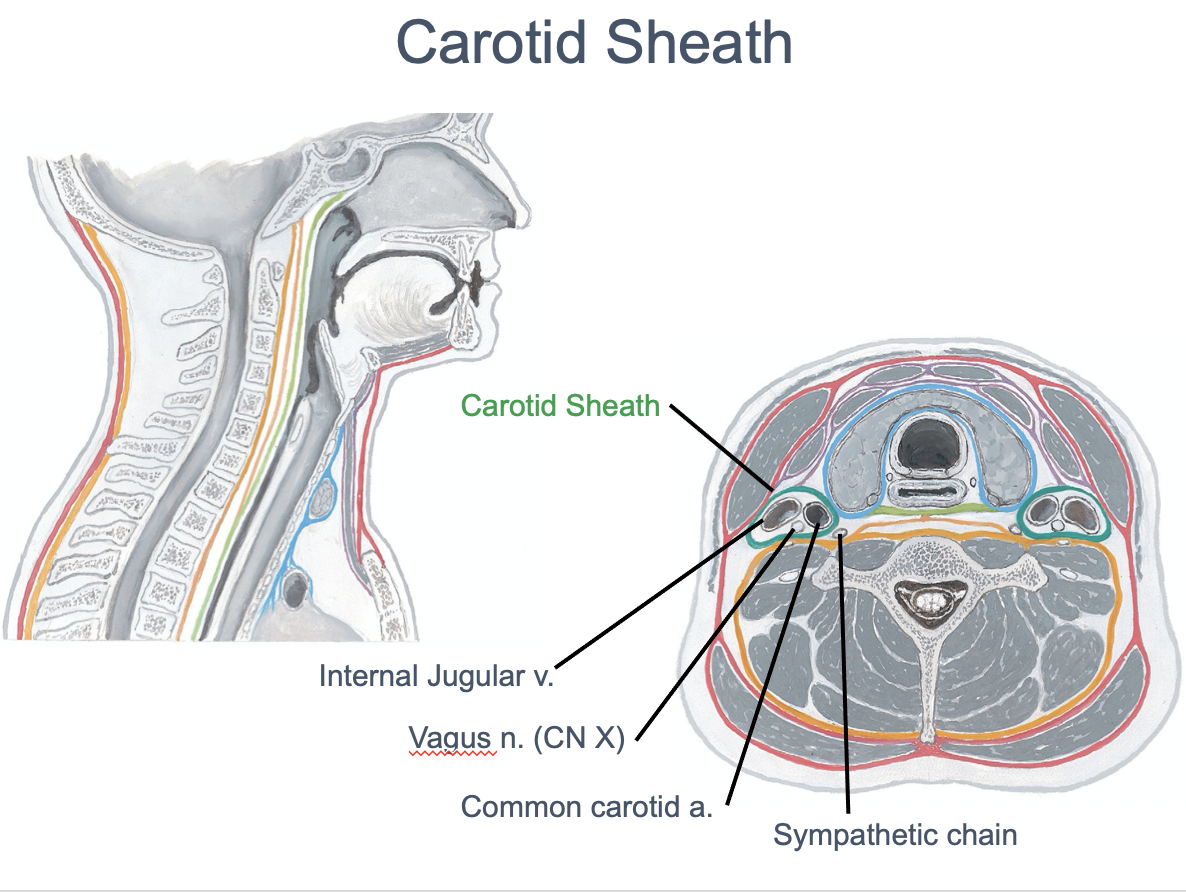 Carotid Sheath
Carotid Sheath
Internal Jugular v.
Vagus n. (CN X)
Common carotid a.
Sympathetic chain